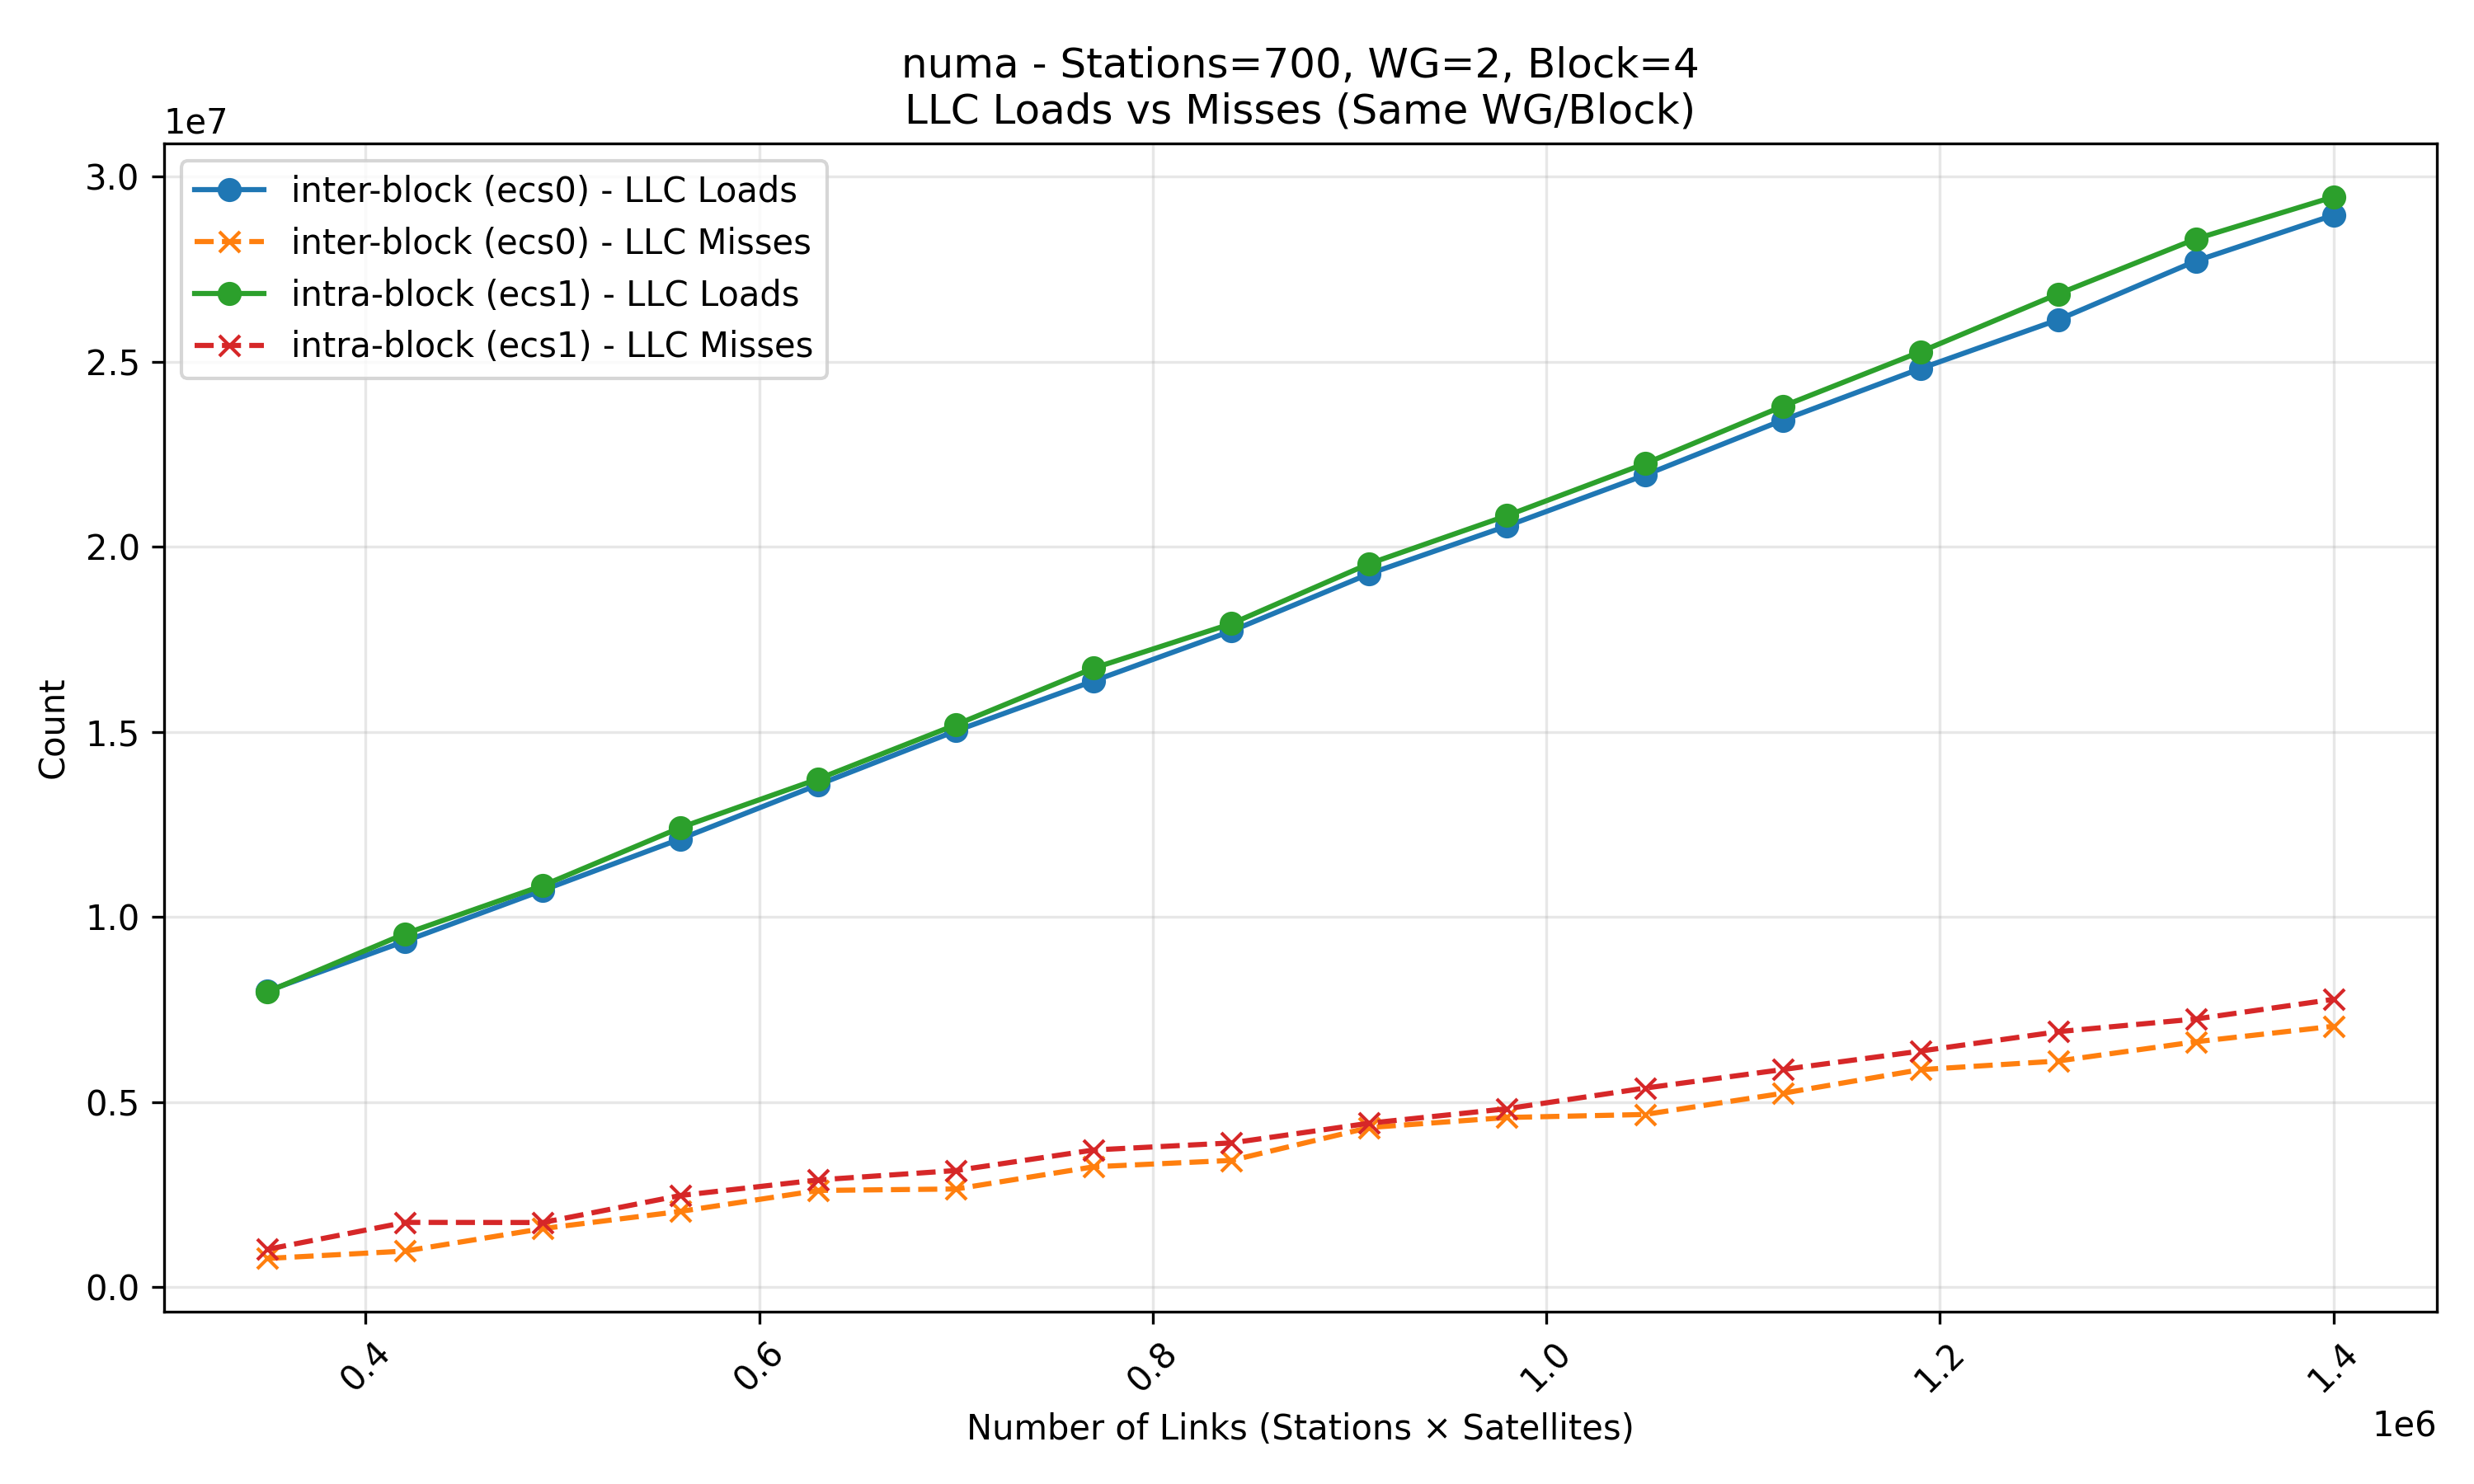 numa - Stations=700, WG=2, Block=4
LLC Loads vs Misses (Same WG/Block)
1e7
inter-block (ecs0) - LLC Loads
inter-block (ecs0) - LLC Misses
intra-block (ecs1) - LLC Loads
intra-block (ecs1) - LLC Misses
3.0
2.5
2.0
1.5
1.0
0.5
0.0
Count
0.4
0.6
0.8
1.0
1.2
1.4
1e6
Number of Links (Stations × Satellites)